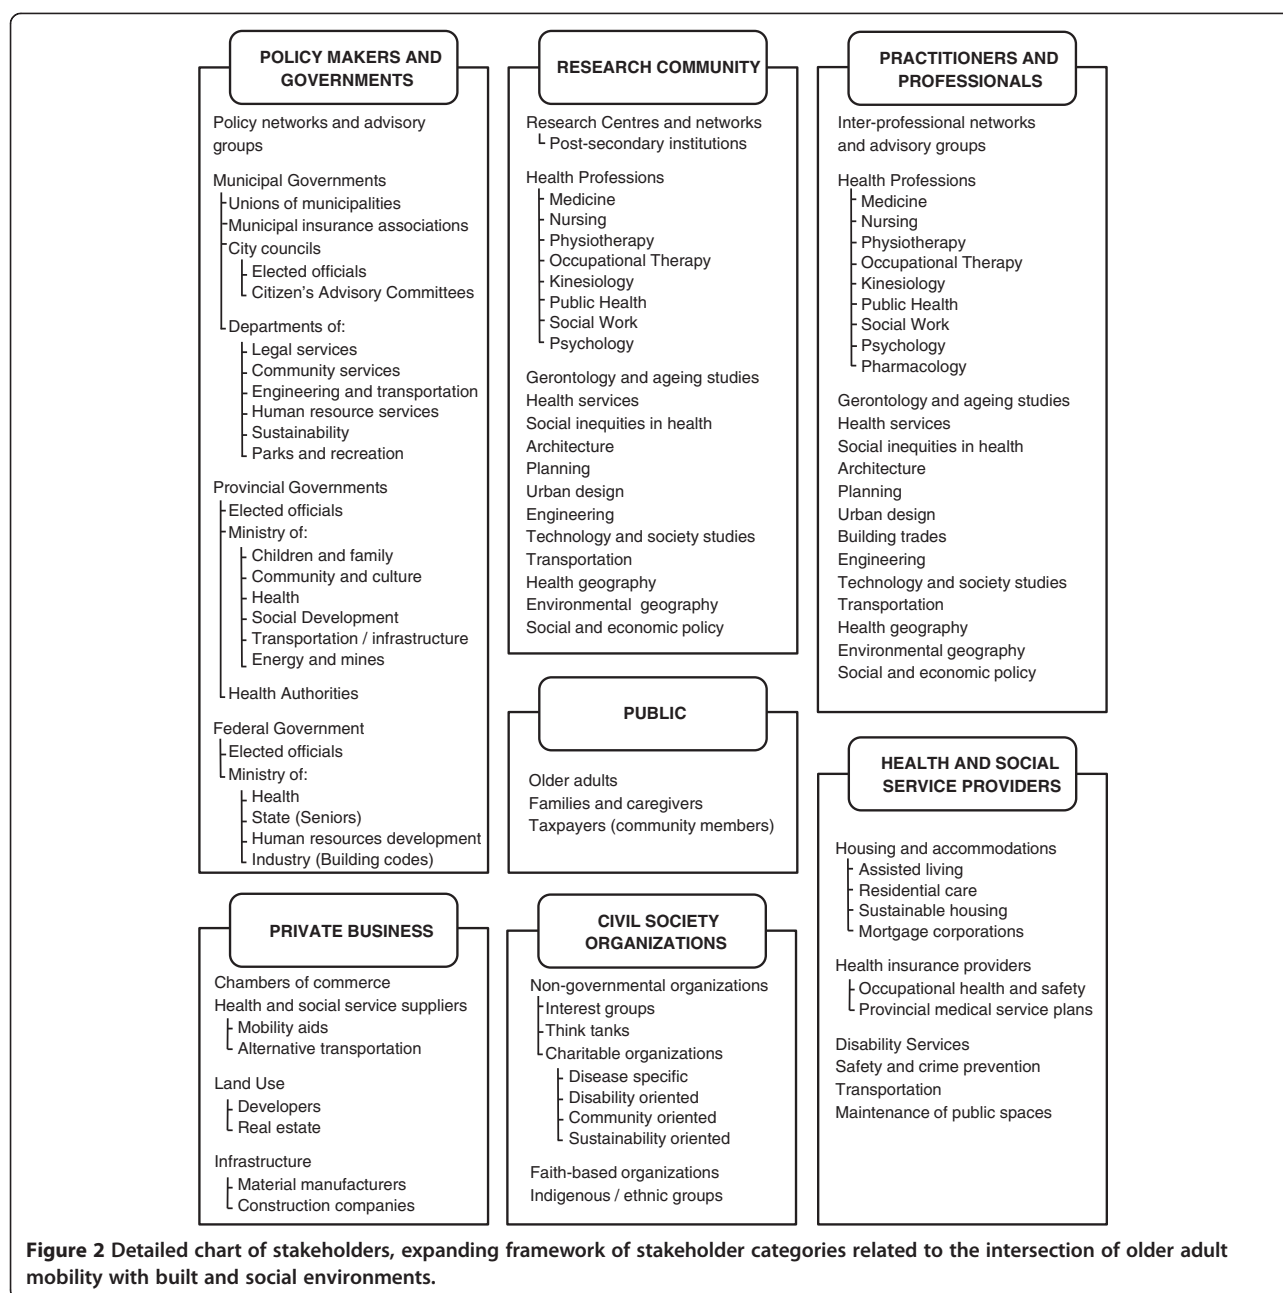 POLICY MAKERS AND
GOVERNMENTS
Policy networks and advisory
groups
Municipal Governments
Unions of municipalities
Municipal insurance associations
City councils
Elected officials
Citizen's Advisory Committees
Departments of:
Legal services
Community services
Engineering and transportation
Human resource services
Sustainability
Parks and recreation
Provincial Governments
Elected officials
Ministry of:
Children and family
Community and culture
Health
Social Development
Transportation / infrastructure
Energy and mines
Health Authorities
Federal Government
Elected officials
Ministry of:
Health
State (Seniors)
Human resources development
Industry (Building codes)
RESEARCH COMMUNITY
Research Centres and networks
Post-secondary institutions
Health Professions
Medicine
Nursing
Physiotherapy
Occupational Therapy
Kinesiology
Public Health
Social Work
Psychology
Gerontology and ageing studies
Health services
Social inequities in health
Architecture
Planning
Urban design
Engineering
Technology and society studies
Transportation
Health geography
Environmental geography
Social and economic policy
PRACTITIONERS AND
PROFESSIONALS
Inter-professional networks
and advisory groups
Health Professions
Medicine
Nursing
Physiotherapy
Occupational Therapy
Kinesiology
Public Health
Social Work
Psychology
Pharmacology
Gerontology and ageing studies
Health services
Social inequities in health
Architecture
Planning
Urban design
Building trades
Engineering
Technology and society studies
Transportation
Health geography
Environmental geography
Social and economic policy
PUBLIC
Older adults
Families and caregivers
Taxpayers (community members)
HEALTH AND SOCIAL
SERVICE PROVIDERS
Housing and accommodations
Assisted living
Residential care
Sustainable housing
Mortgage corporations
Health insurance providers
Occupational health and safety
Provincial medical service plans
Disability Services
Safety and crime prevention
Transportation
Maintenance of public spaces
PRIVATE BUSINESS
Chambers of commerce
Health and social service suppliers
Mobility aids
Alternative transportation
Land Use
Developers
Real estate
Infrastructure
Material manufacturers
Construction companies
CIVIL SOCIETY
ORGANIZATIONS
Non-governmental organizations
Interest groups
Think tanks
Charitable organizations
Disease specific
Disability oriented
Community oriented
Sustainability oriented
Faith-based organizations
Indigenous / ethnic groups
Figure 2 Detailed chart of stakeholders, expanding framework of stakeholder categories related to the intersection of older adult
mobility with built and social environments.